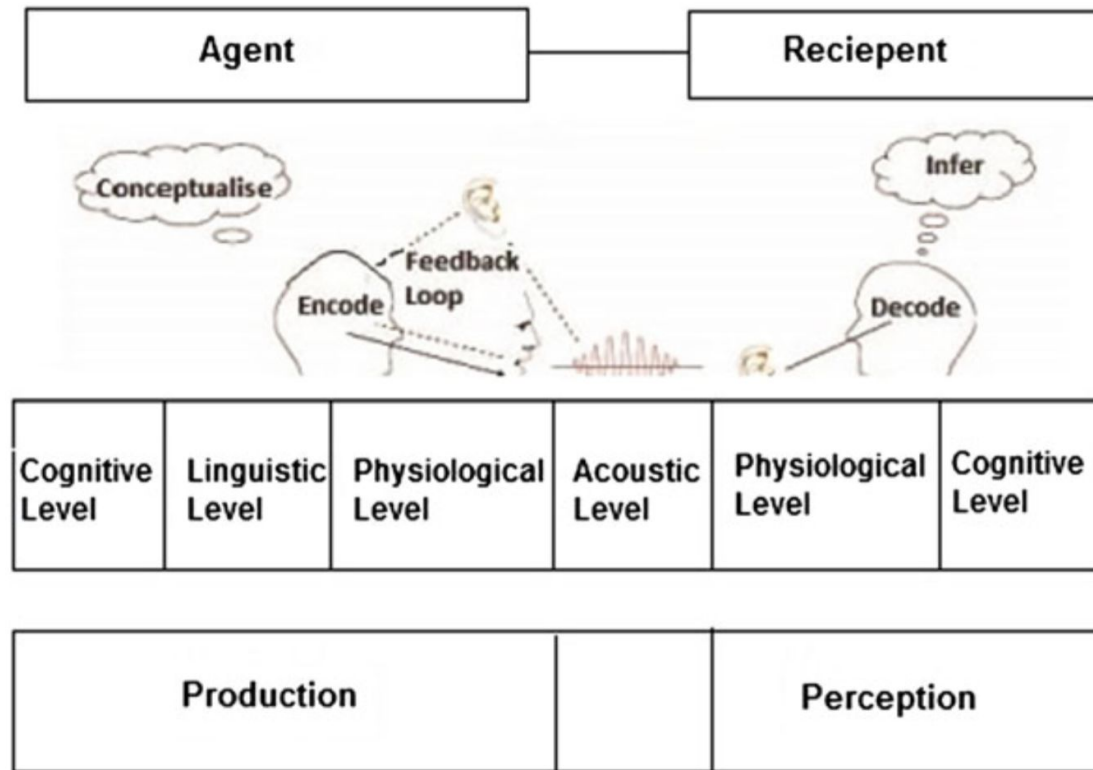 Agent
Reciepent
Conceptualise
Infer
Feedback
Loop
Encode
Decode
Cognitive
Level
Linguistic
Level
Physiological
Level
Acoustic
Level
Physiological
Level
Cognitive
Level
Production
Perception